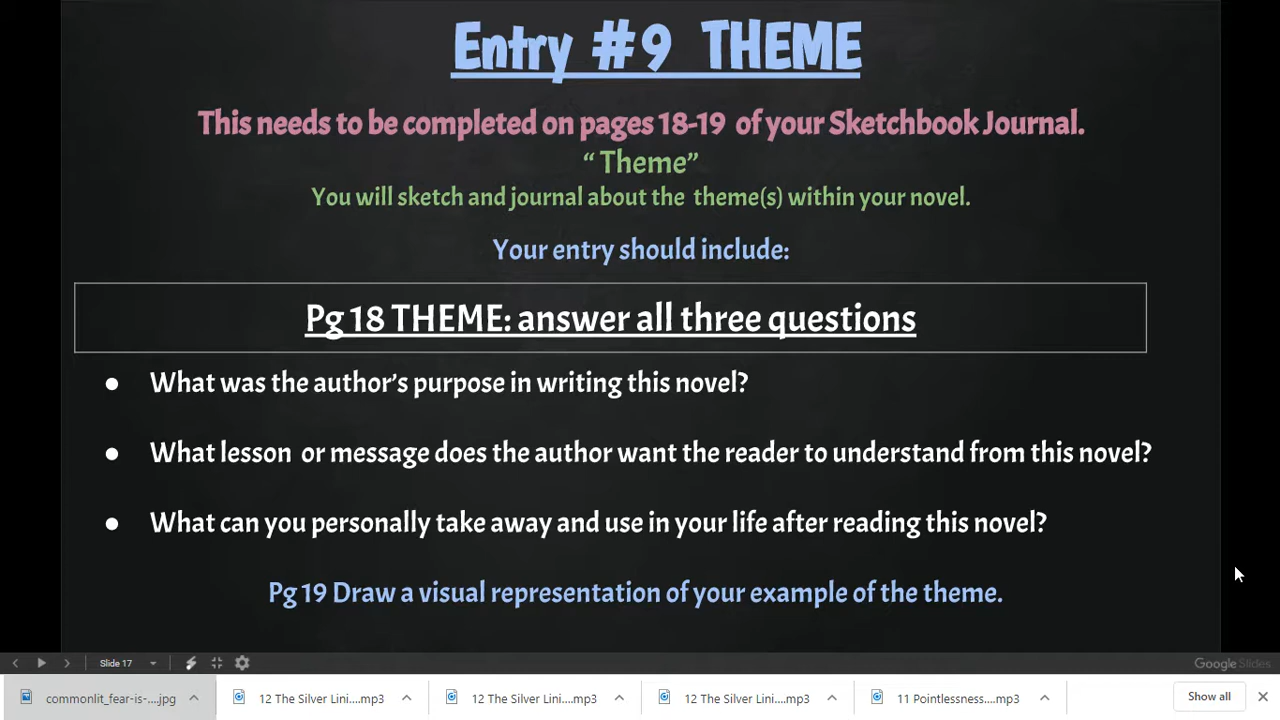 Entry #9 THEME
This needs to be completed on pages 18-19 of your Sketchbook Journal.
“ Theme”
You will sketch and journal about the theme(s) within your novel.
Your entry should include:
Pg 18 THEME: answer all three questions
● What was the author’s purpose in writing this novel?
● What lesson or message does the author want the reader to understand from this novel?
● What can you personally take away and use in your life after reading this novel?
Pg 19 Draw a visual representation of your example of the theme.
Slide 17
Google Slides
commonlit_fear-is-....jpg
12 The Silver Lini....mp3
12 The Silver Lini....mp3
12 The Silver Lini....mp3
11 Pointlessness....mp3
Show all